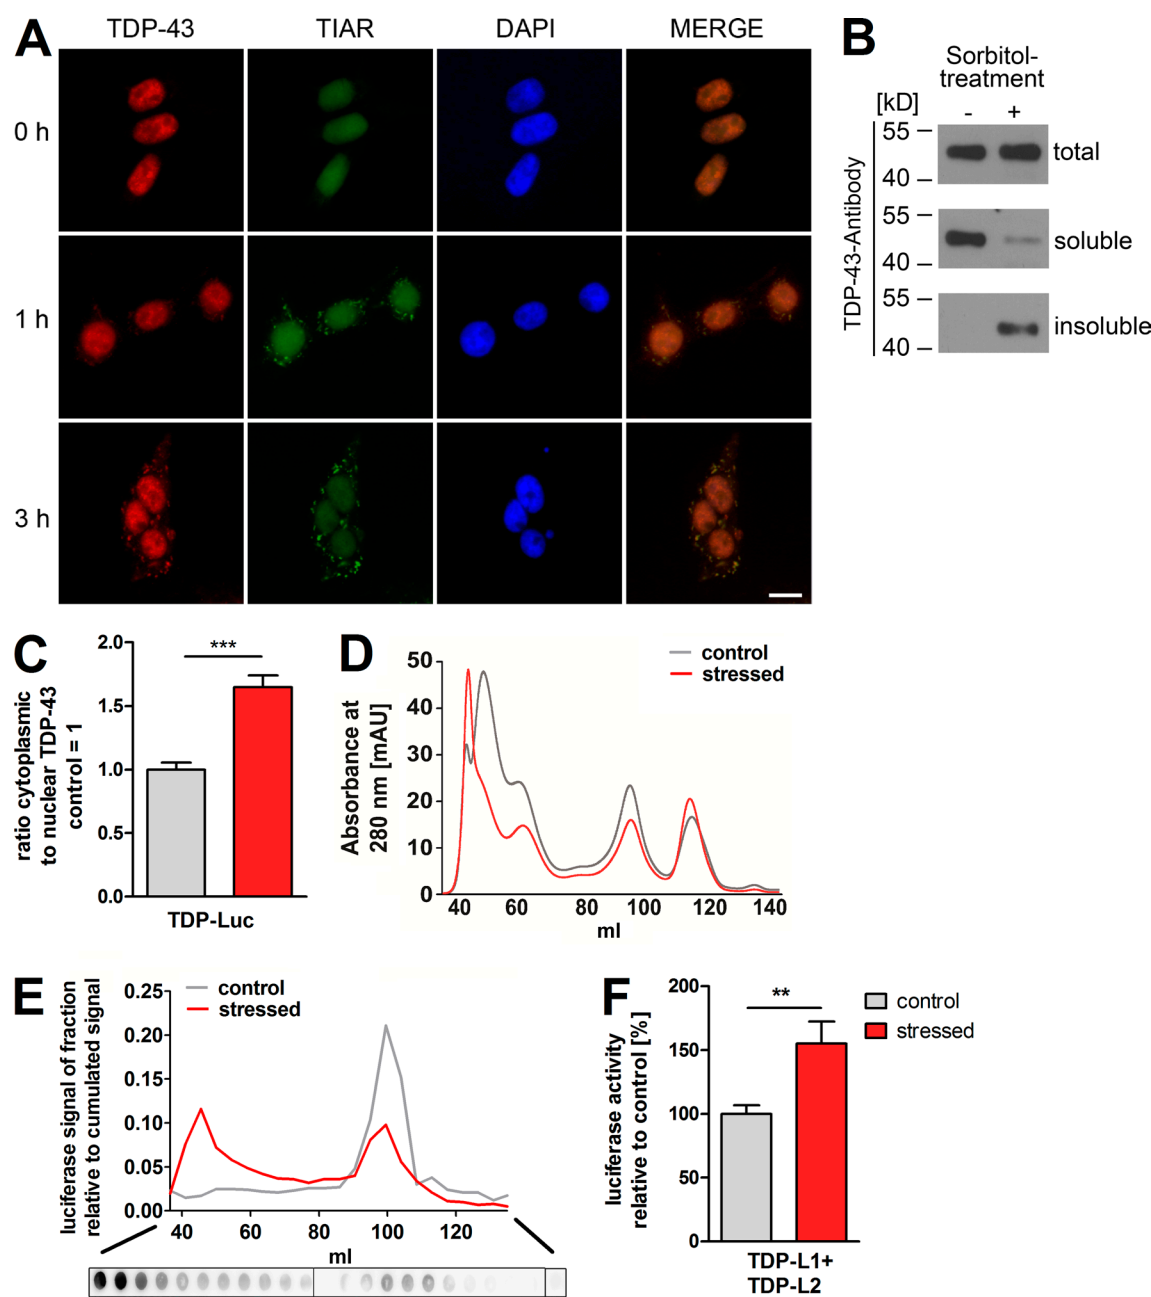 A
TDP-43 TIAR DAPI MERGE
0 h
1 h
3 h
B
Sorbitol-
treatment
[kD] - +
TDP-43-Antibody
55
40
total
55
40
soluble
55
40
insoluble
C
ratio cytoplasmic
to nuclear TDP-43
control = 1
2.0
1.5
1.0
0.5
0.0
***
TDP-Luc
D
control
stressed
Absorbance at
280 nm [mAU]
50
40
30
20
10
0
40 60 80 100 120 140
ml
E
control
stressed
luciferase signal of fraction
relative to cumulated signal
0.25
0.20
0.15
0.10
0.05
0.00
40 60 80 100 120
ml
F
luciferase activity
relative to control [%]
200
150
100
50
0
**
control
stressed
TDP-L1+
TDP-L2